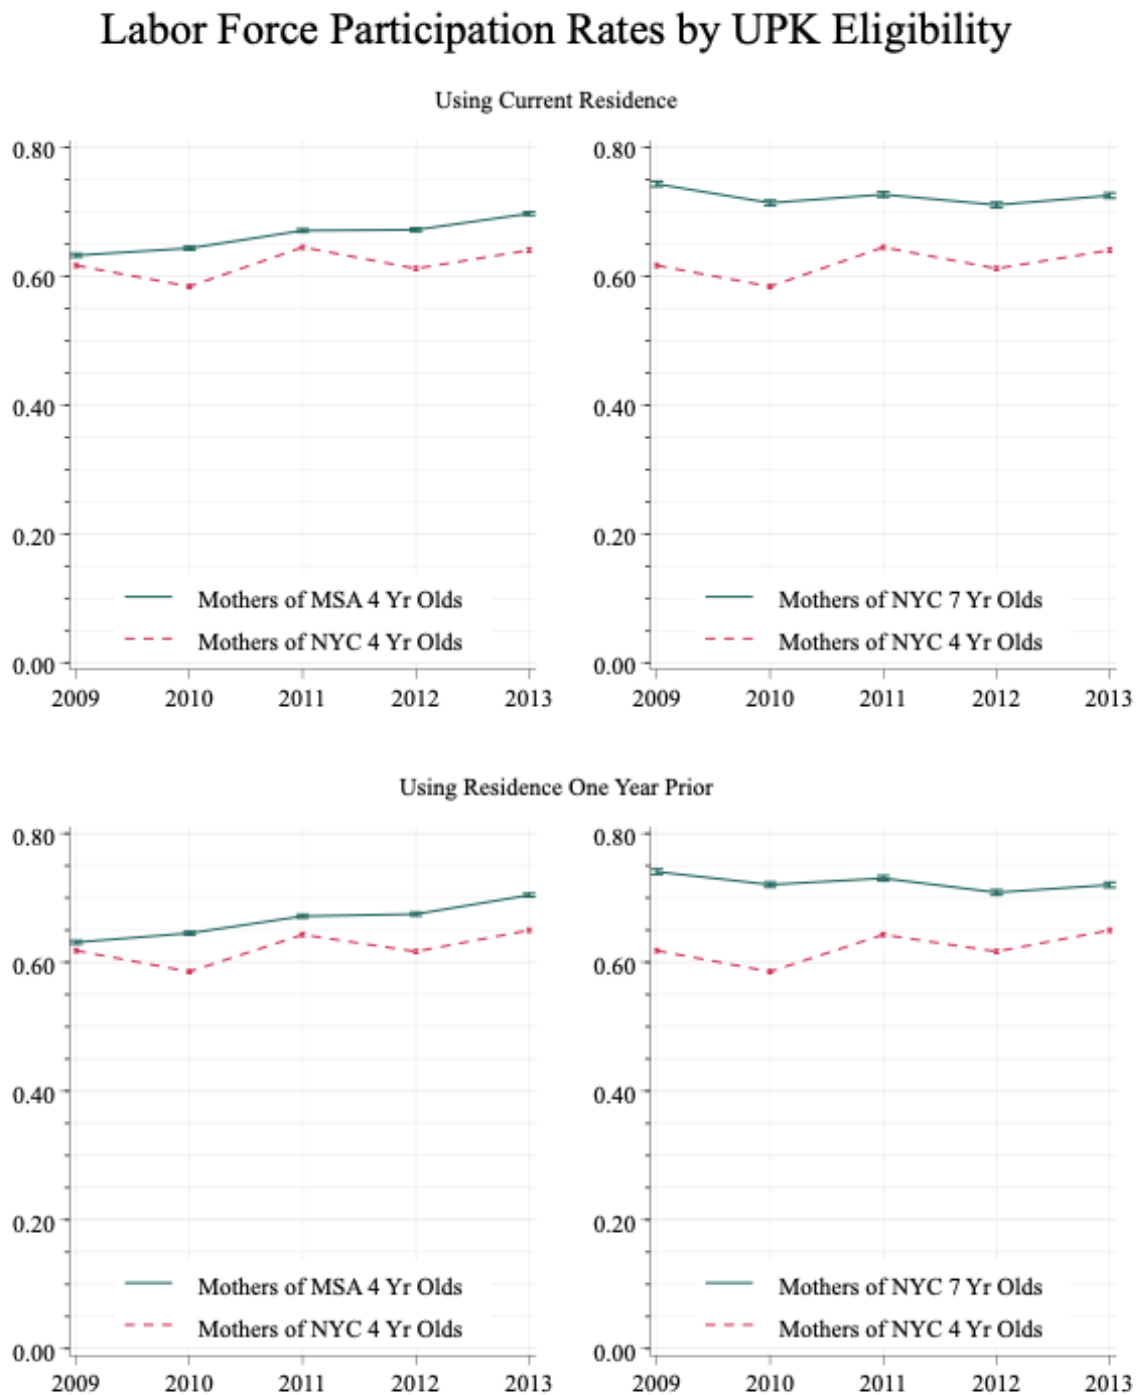 Labor Force Participation Rates by UPK Eligibility
Using Current Residence
0.80
0.60
0.40
0.20
0.00
2009 2010 2011 2012 2013
Mothers of MSA 4 Yr Olds
Mothers of NYC 4 Yr Olds
0.80
0.60
0.40
0.20
0.00
2009 2010 2011 2012 2013
Mothers of NYC 7 Yr Olds
Mothers of NYC 4 Yr Olds
Using Residence One Year Prior
0.80
0.60
0.40
0.20
0.00
2009 2010 2011 2012 2013
Mothers of MSA 4 Yr Olds
Mothers of NYC 4 Yr Olds
0.80
0.60
0.40
0.20
0.00
2009 2010 2011 2012 2013
Mothers of NYC 7 Yr Olds
Mothers of NYC 4 Yr Olds